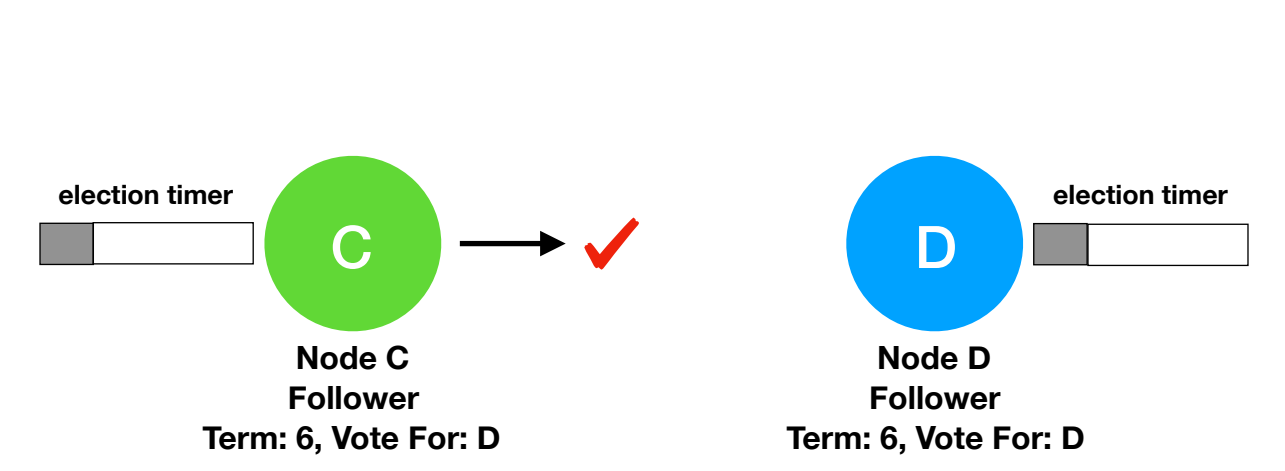 election timer
C
Node C
Follower
Term: 6, Vote For: D
D
election timer
Node D
Follower
Term: 6, Vote For: D